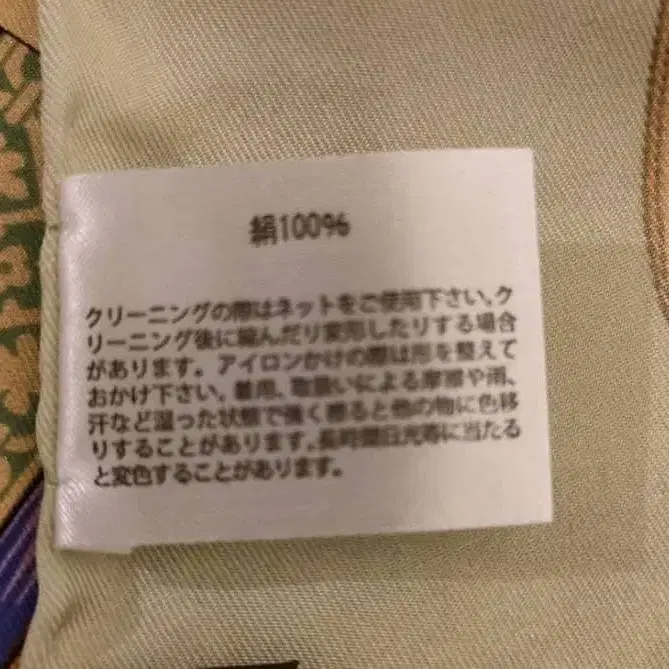 絹100%
クリーニングの際はネットをご使用下さい。ク
リーニング後に縮んだり変形したりする場合
があります。アイロンかけの際は形を整えて
おかけ下さい。着用、取扱いによる摩擦や雨、
汗など湿った状態で強く擦ると他の物に色移
りすることがあります。長時間日光等に当たる
と変色することがあります。